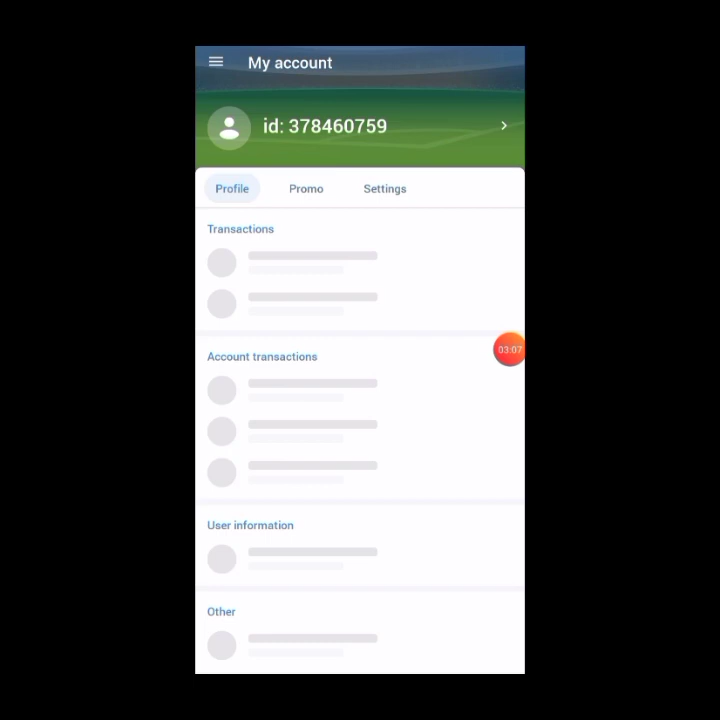 My account
id: 378460759
Profile Promo Settings
Transactions
03:07
Account transactions
User information
Other